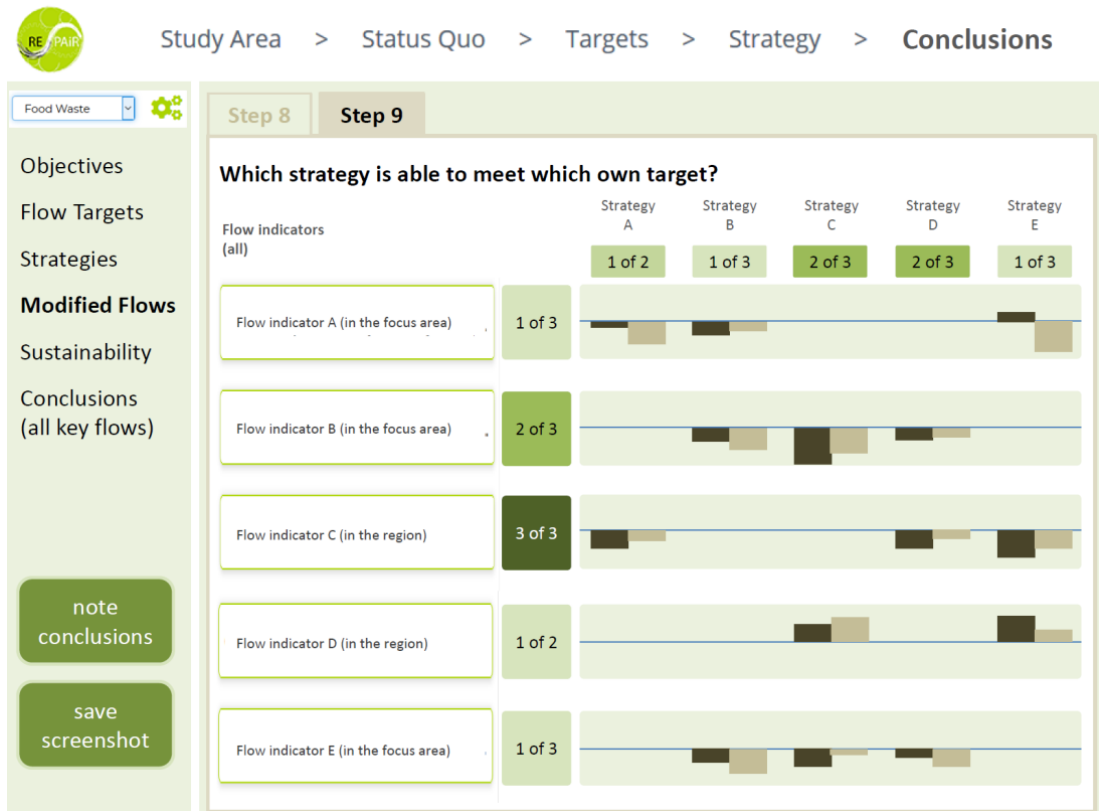 RE PAiR
Study Area > Status Quo > Targets > Strategy > Conclusions
Food Waste
Objectives
Flow Targets
Strategies
Modified Flows
Sustainability
Conclusions
(all key flows)
note
conclusions
save
screenshot
Step 8 Step 9
Which strategy is able to meet which own target?
Flow indicators
(all)
Strategy
A
Strategy
B
Strategy
C
Strategy
D
Strategy
E
1 of 2 1 of 3 2 of 3 2 of 3 1 of 3
Flow indicator A (in the focus area) 1 of 3
Flow indicator B (in the focus area) 2 of 3
Flow indicator C (in the region) 3 of 3
Flow indicator D (in the region) 1 of 2
Flow indicator E (in the focus area) 1 of 3